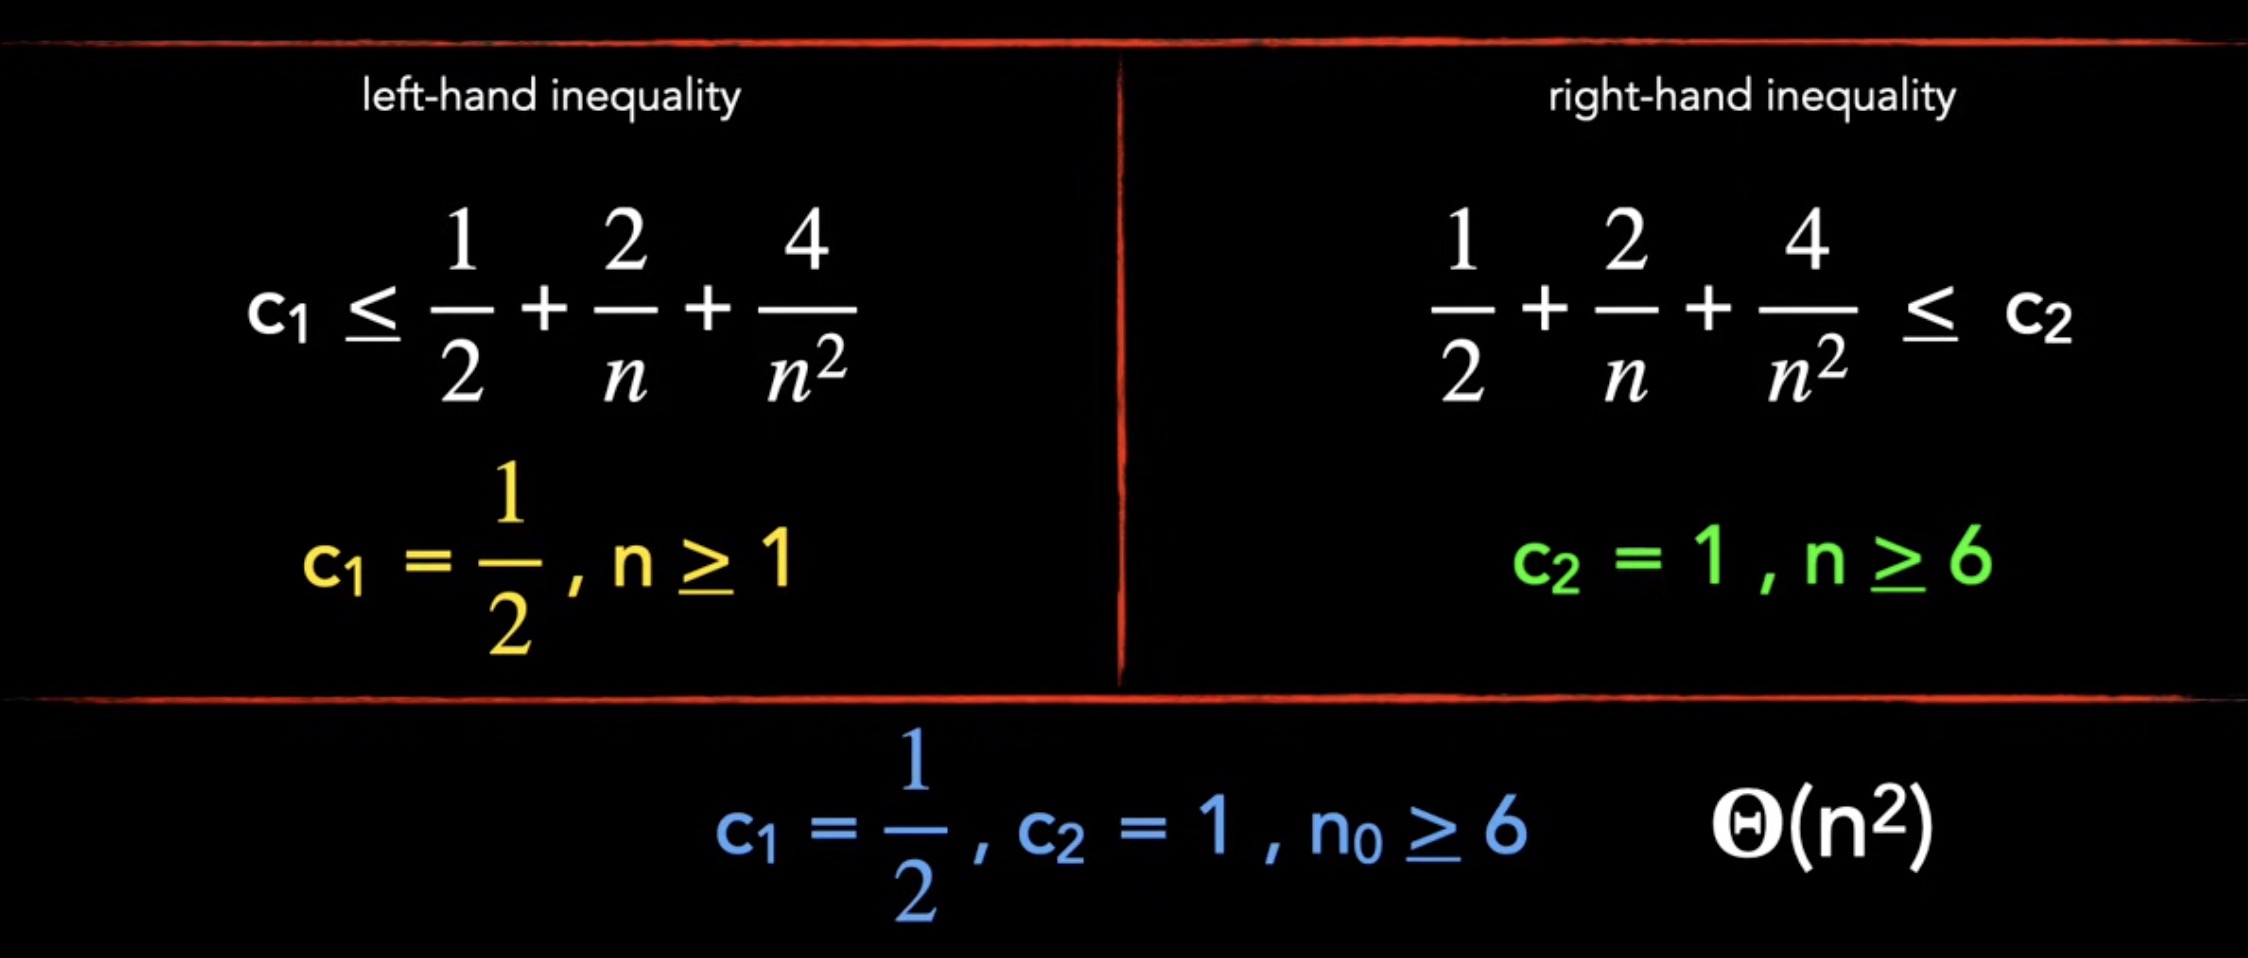 left-hand inequality
c₁ ≤ 1/2 + 2/n + 4/n²
c₁ = 1/2 , n ≥ 1
right-hand inequality
1/2 + 2/n + 4/n² ≤ c₂
c₂ = 1 , n ≥ 6
c₁ = 1/2 , c₂ = 1 , n₀ ≥ 6
Θ(n²)